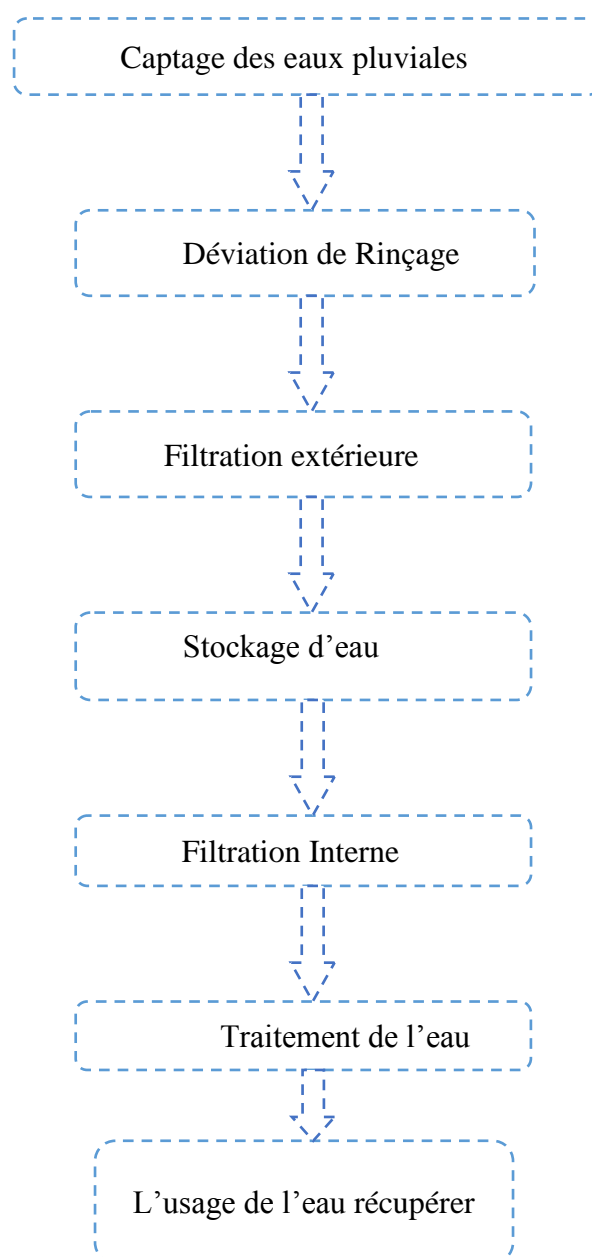 Captage des eaux pluviales
Déviation de Rinçage
Filtration extérieure
Stockage d’eau
Filtration Interne
Traitement de l’eau
L’usage de l’eau récupérer